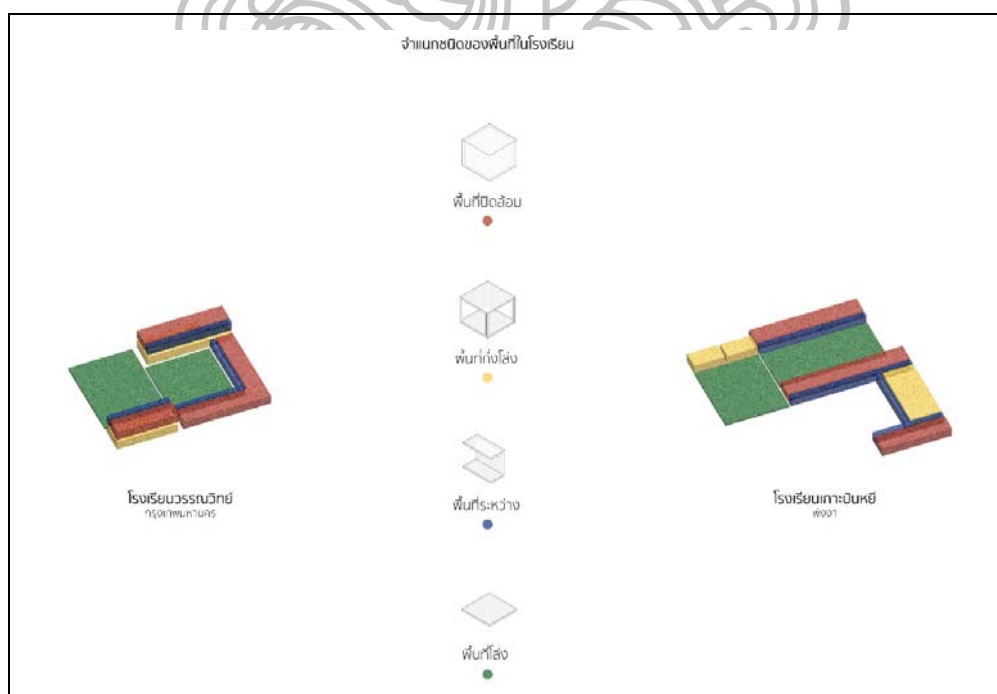 จำแนกชนิดของพื้นที่ในโรงเรียน
พื้นที่ปิดล้อม
พื้นที่กึ่งโล่ง
พื้นที่ระหว่าง
พื้นที่โล่ง
โรงเรียนวรรณวิทย์
กรุงเทพมหานคร
โรงเรียนเกาะปันหยี
พังงา